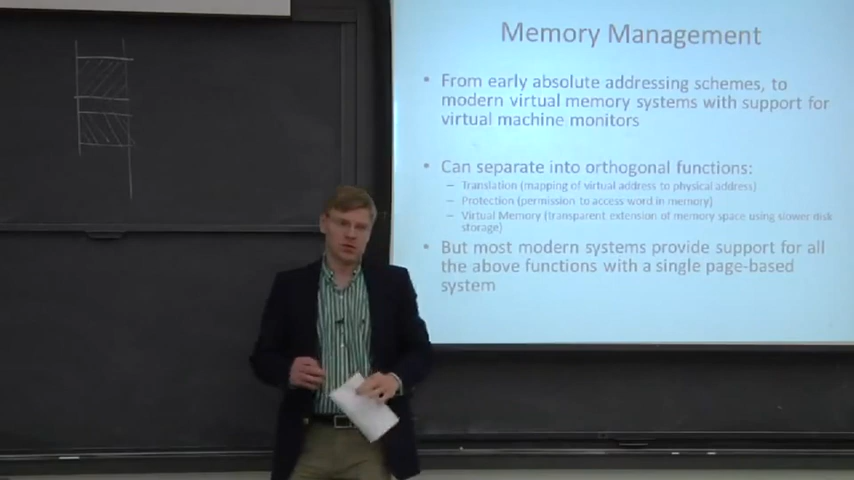 Memory Management
• From early absolute addressing schemes, to
modern virtual memory systems with support for
virtual machine monitors
• Can separate into orthogonal functions:
– Translation (mapping of virtual address to physical address)
– Protection (permission to access word in memory)
– Virtual Memory (transparent extension of memory space using slower disk
storage)
• But most modern systems provide support for all
the above functions with a single page-based
system